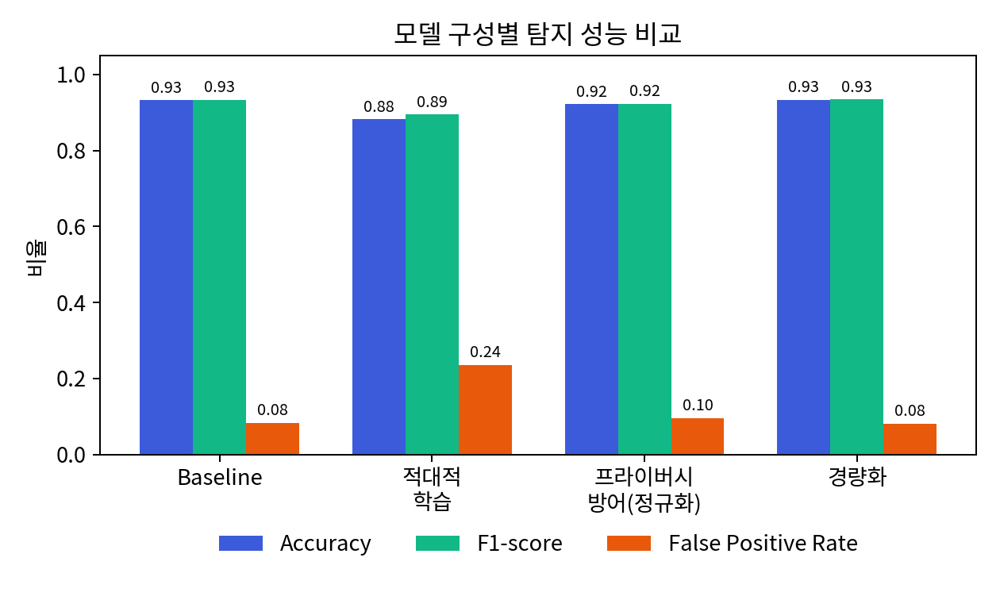 모델 구성별 탐지 성능 비교
비율
1.0
0.8
0.6
0.4
0.2
0.0
0.93 0.93 0.08
0.88 0.89 0.24
0.92 0.92 0.10
0.93 0.93 0.08
Baseline
적대적
학습
프라이버시
방어(정규화)
경량화
Accuracy F1-score False Positive Rate